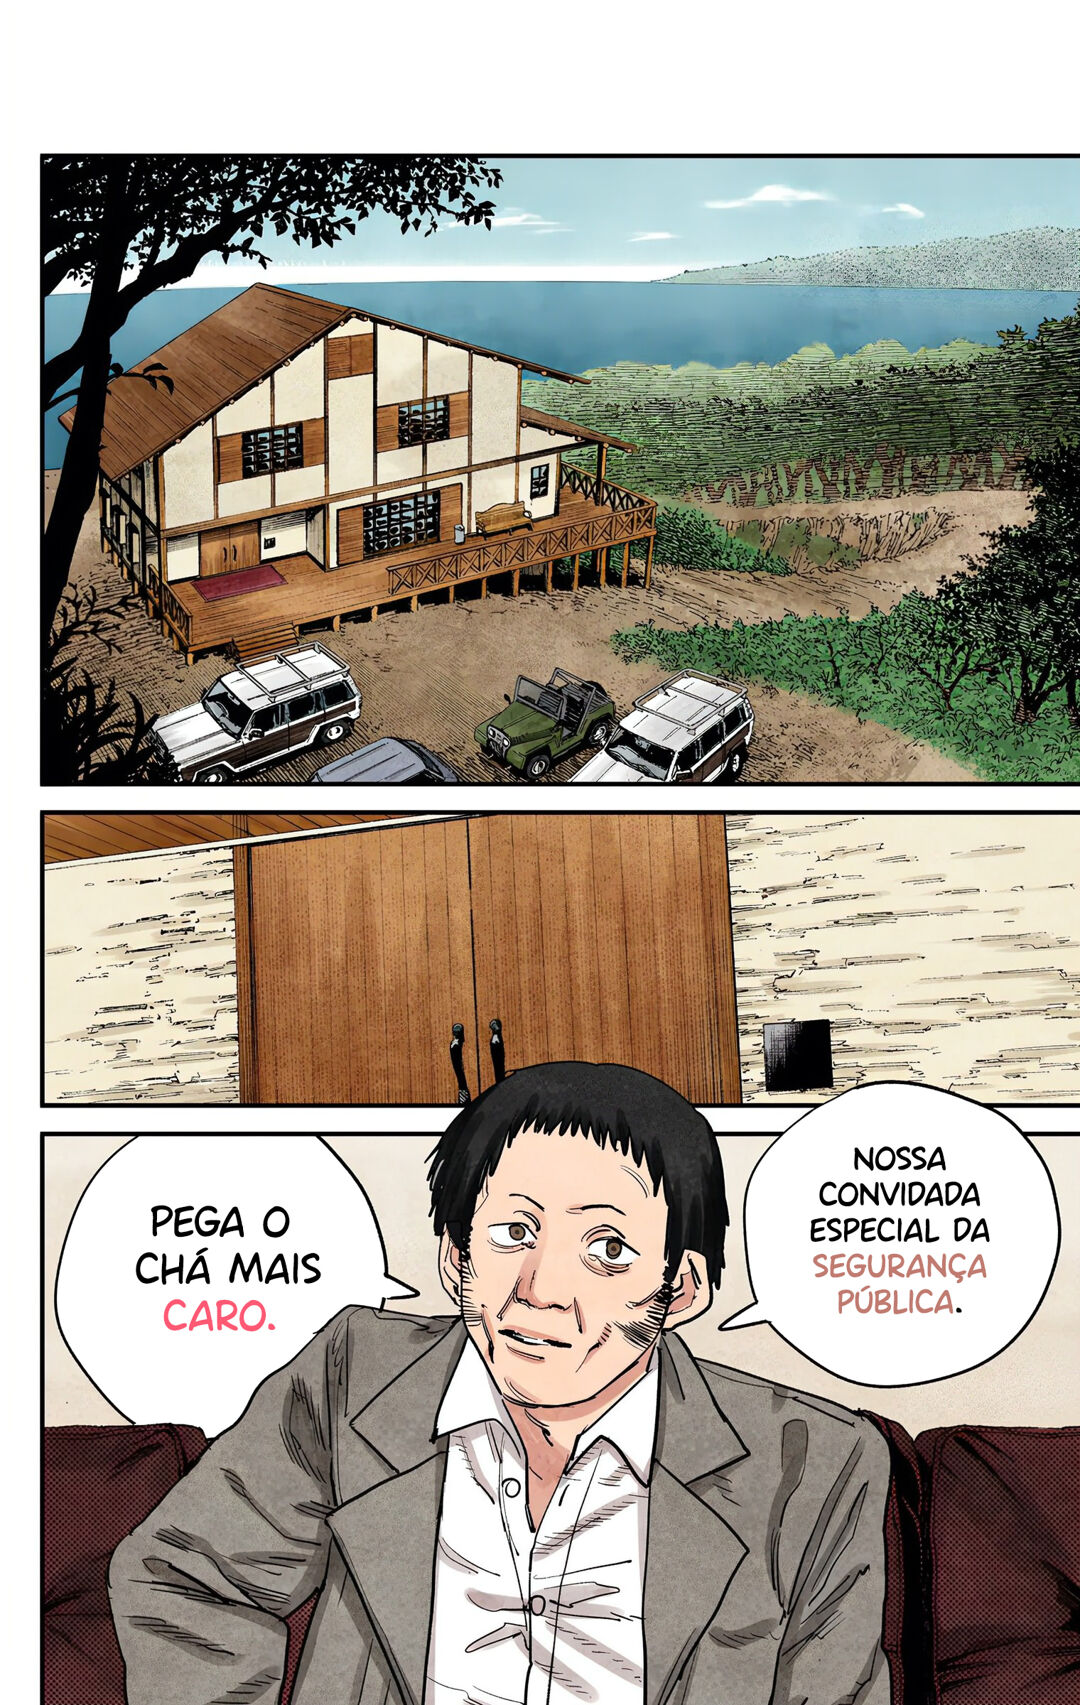 NOSSA
CONVIDADA
ESPECIAL DA
SEGURANÇA
PÚBLICA.
PEGA O
CHÁ MAIS
CARO.